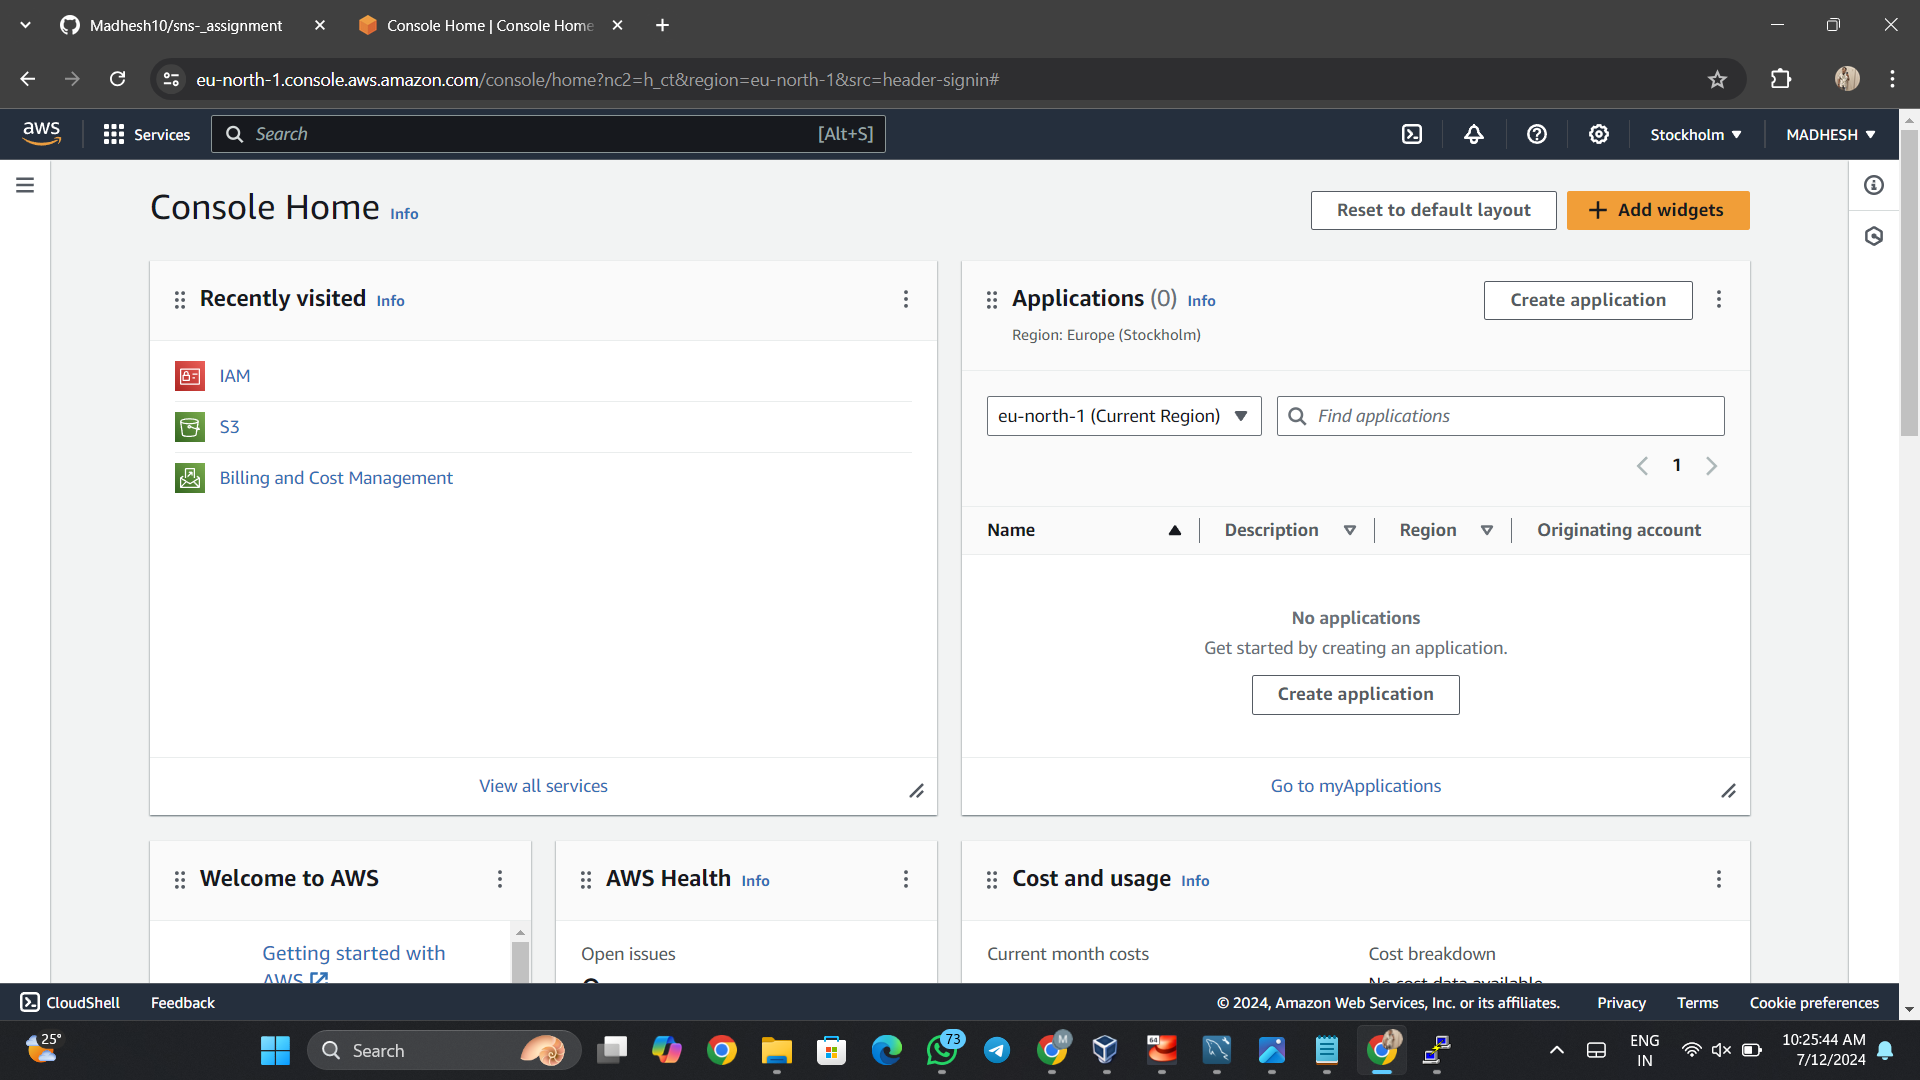 Madhesh10/sns-_assignment
Console Home | Console Home
eu-north-1.console.aws.amazon.com/console/home?nc2=h_ct&region=eu-north-1&src=header-signin#
aws
Services
Search
[Alt+S]
Stockholm
MADHESH
Console Home Info
Reset to default layout
Add widgets
Recently visited Info
IAM
S3
Billing and Cost Management
View all services
Applications (0) Info
Region: Europe (Stockholm)
Create application
eu-north-1 (Current Region)
Find applications
1
Name
Description
Region
Originating account
No applications
Get started by creating an application.
Create application
Go to myApplications
Welcome to AWS
Getting started with
AWS
AWS Health Info
Open issues
Cost and usage Info
Current month costs
Cost breakdown
No cost data available
CloudShell
Feedback
© 2024, Amazon Web Services, Inc. or its affiliates.
Privacy
Terms
Cookie preferences
25°
Search
73
M
64
ENG
IN
10:25:44 AM
7/12/2024